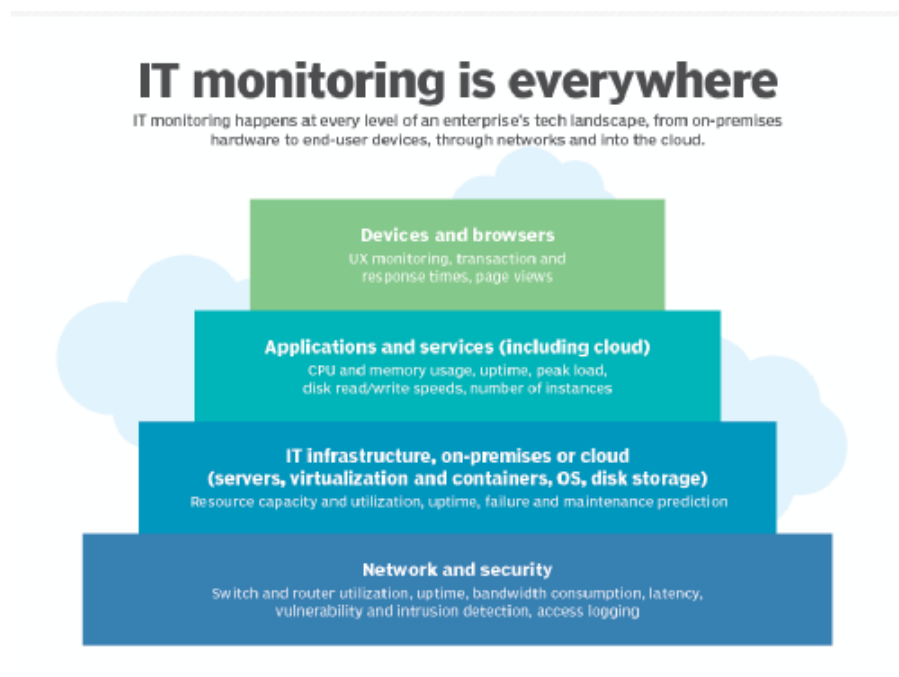 IT monitoring is everywhere
IT monitoring happens at every level of an enterprise's tech landscape, from on-premises
hardware to end-user devices, through networks and into the cloud.
Devices and browsers
UX monitoring, transaction and
response times, page views
Applications and services (including cloud)
CPU and memory usage, uptime, peak load,
disk read/write speeds, number of instances
IT infrastructure, on-premises or cloud
(servers, virtualization and containers, OS, disk storage)
Resource capacity and utilization, uptime, failure and maintenance prediction
Network and security
Switch and router utilization, uptime, bandwidth consumption, latency,
vulnerability and intrusion detection, access logging